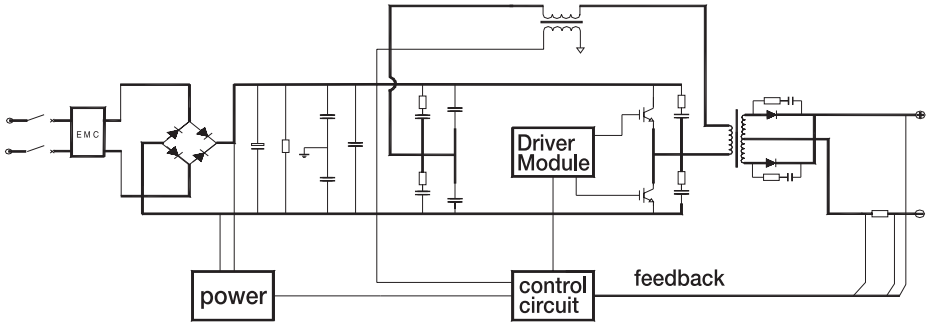 EMC
Driver
Module
power
control
circuit
feedback